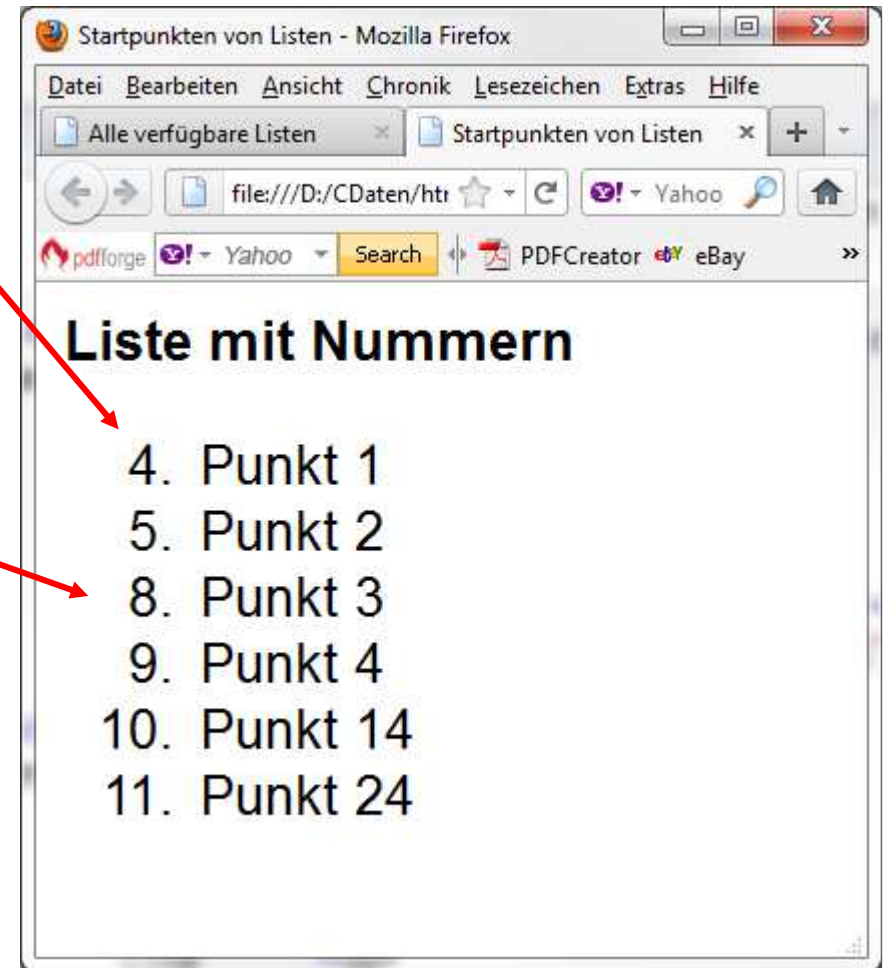 Startpunkten von Listen - Mozilla Firefox
Datei Bearbeiten Ansicht Chronik Lesezeichen Extras Hilfe
Alle verfügbare Listen × Startpunkten von Listen × +
file:///D:/CDaten/htr Yahoo
pdfforge Yahoo Search PDFCreator ebY eBay »
Liste mit Nummern
4. Punkt 1
5. Punkt 2
8. Punkt 3
9. Punkt 4
10. Punkt 14
11. Punkt 24